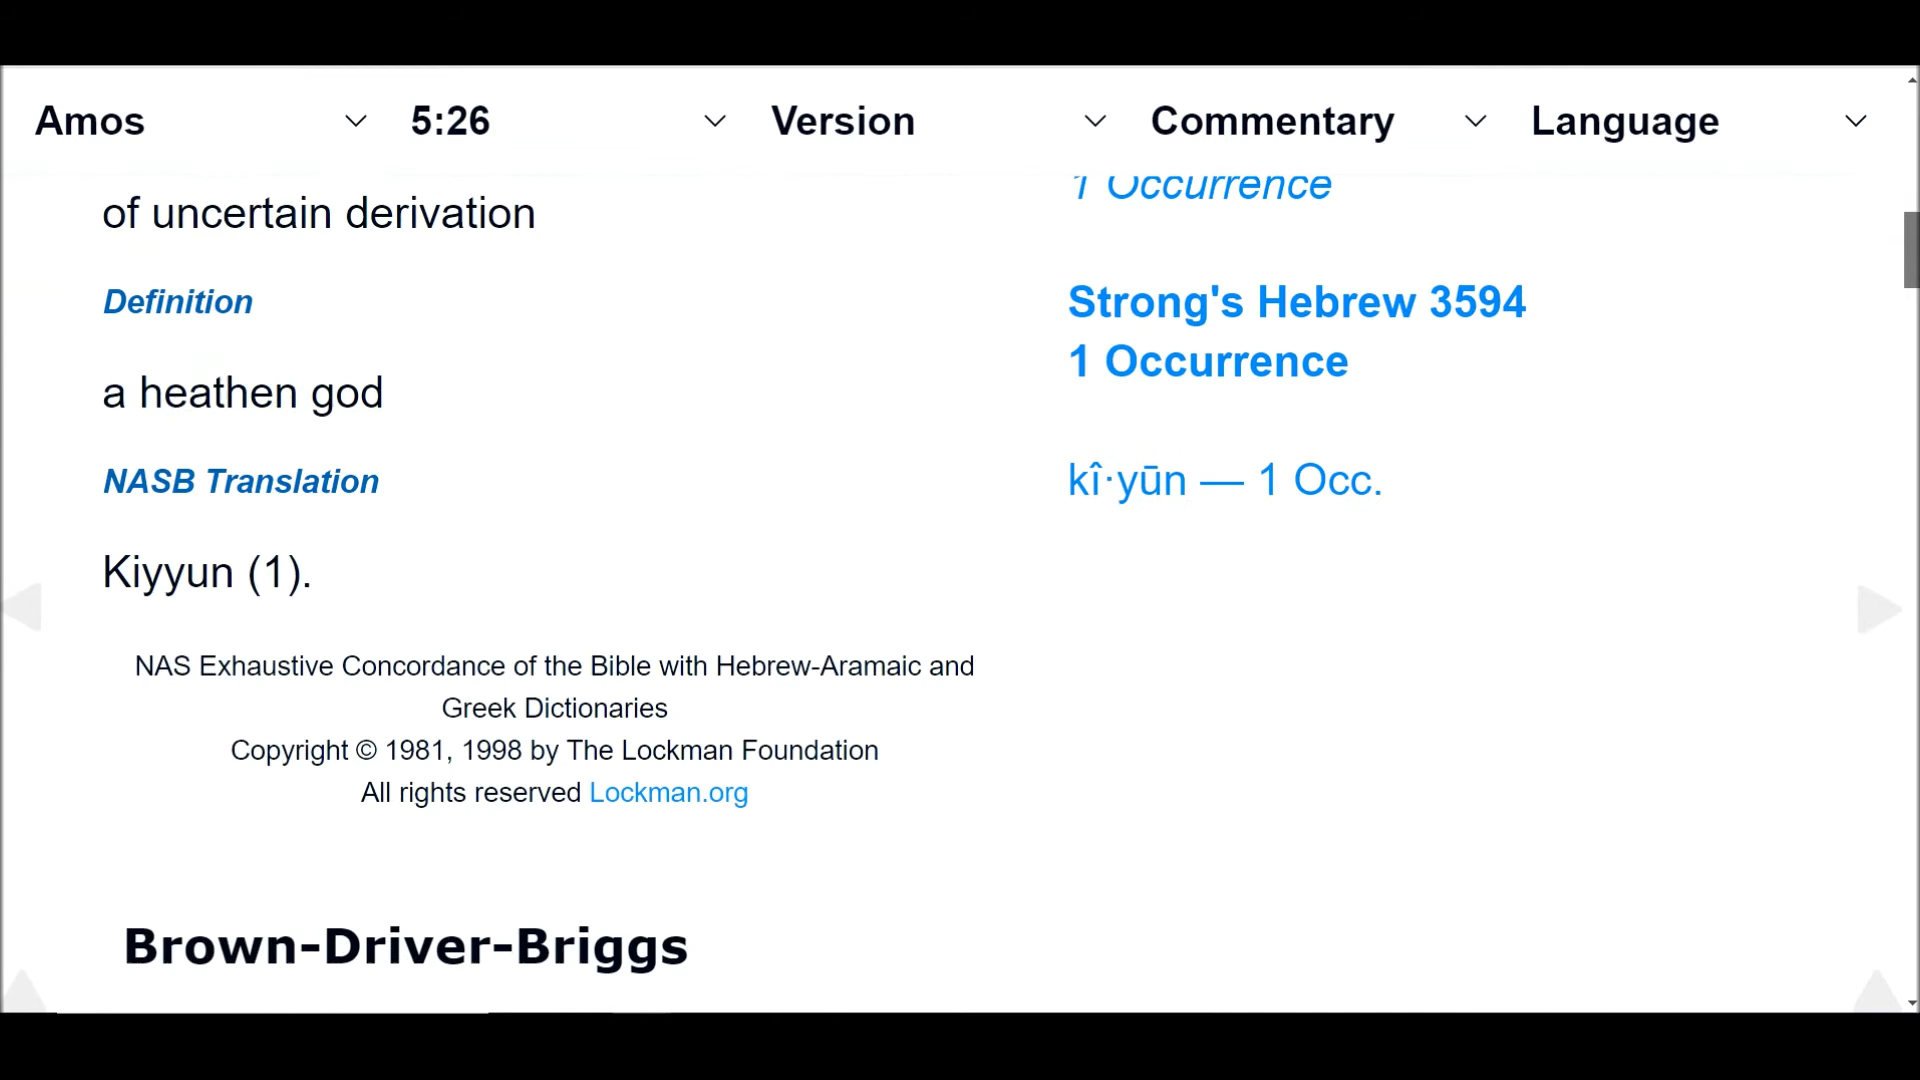 Amos 5:26 Version Commentary Language
of uncertain derivation
Definition
a heathen god
NASB Translation
Kiyyun (1).
NAS Exhaustive Concordance of the Bible with Hebrew-Aramaic and
Greek Dictionaries
Copyright © 1981, 1998 by The Lockman Foundation
All rights reserved Lockman.org
Brown-Driver-Briggs
1 Occurrence
Strong's Hebrew 3594
1 Occurrence
kî·yūn — 1 Occ.